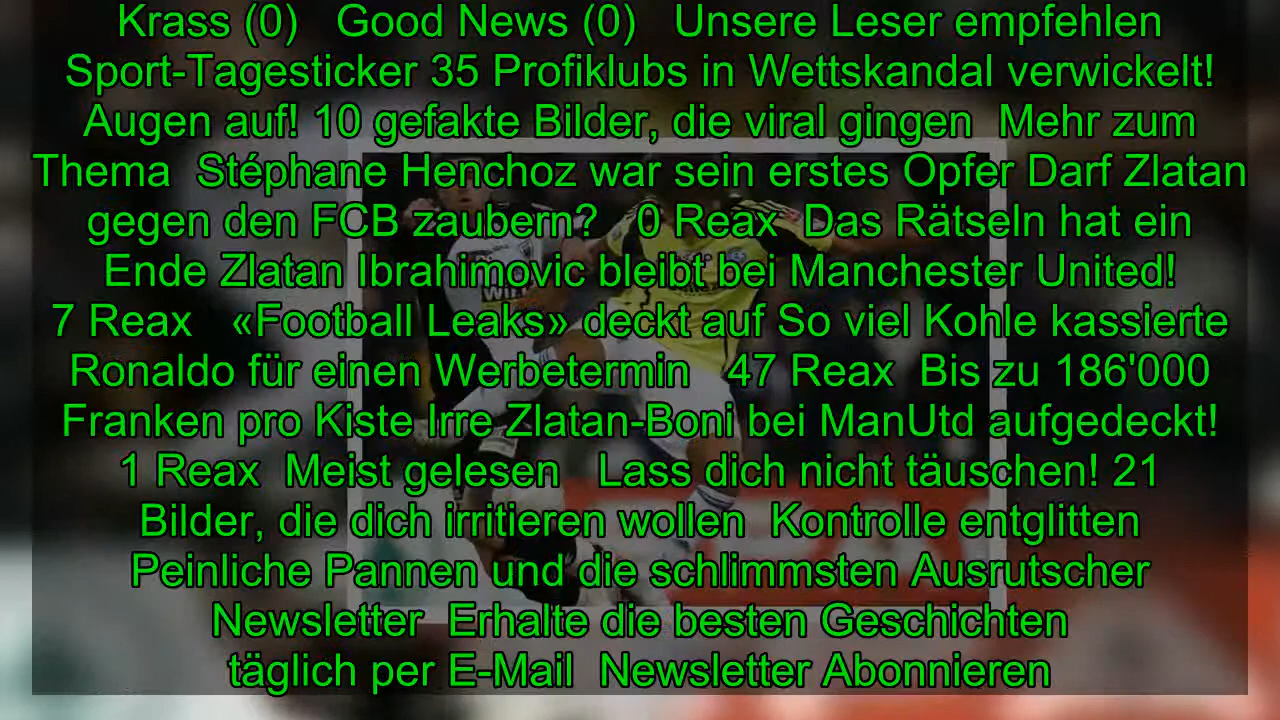 Krass (0) Good News (0) Unsere Leser empfehlen
Sport-Tagesticker 35 Profiklubs in Wettskandal verwickelt!
Augen auf! 10 gefakte Bilder, die viral gingen Mehr zum
Thema Stéphane Henchoz war sein erstes Opfer Darf Zlatan
gegen den FCB zaubern? 0 Reax Das Rätseln hat ein
Ende Zlatan Ibrahimovic bleibt bei Manchester United!
7 Reax «Football Leaks» deckt auf So viel Kohle kassierte
Ronaldo für einen Werbetermin 47 Reax Bis zu 186'000
Franken pro Kiste Irre Zlatan-Boni bei ManUtd aufgedeckt!
1 Reax Meist gelesen Lass dich nicht täuschen! 21
Bilder, die dich irritieren wollen Kontrolle entglitten
Peinliche Pannen und die schlimmsten Ausrutscher
Newsletter Erhalte die besten Geschichten
täglich per E-Mail Newsletter Abonnieren